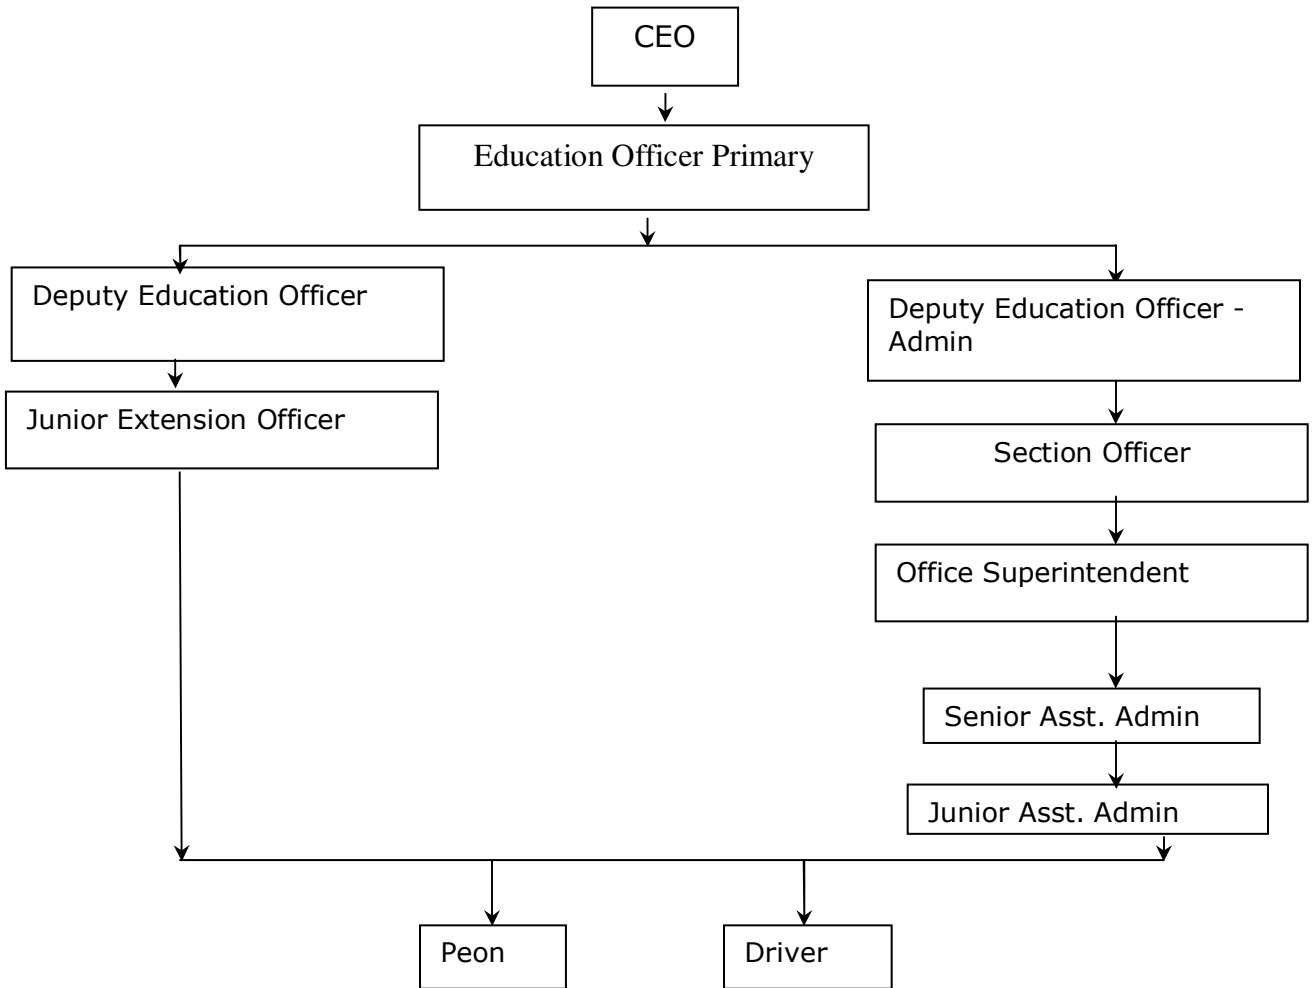 CEO
Education Officer Primary
Deputy Education Officer
Deputy Education Officer -
Admin
Junior Extension Officer
Section Officer
Office Superintendent
Senior Asst. Admin
Junior Asst. Admin
Peon
Driver